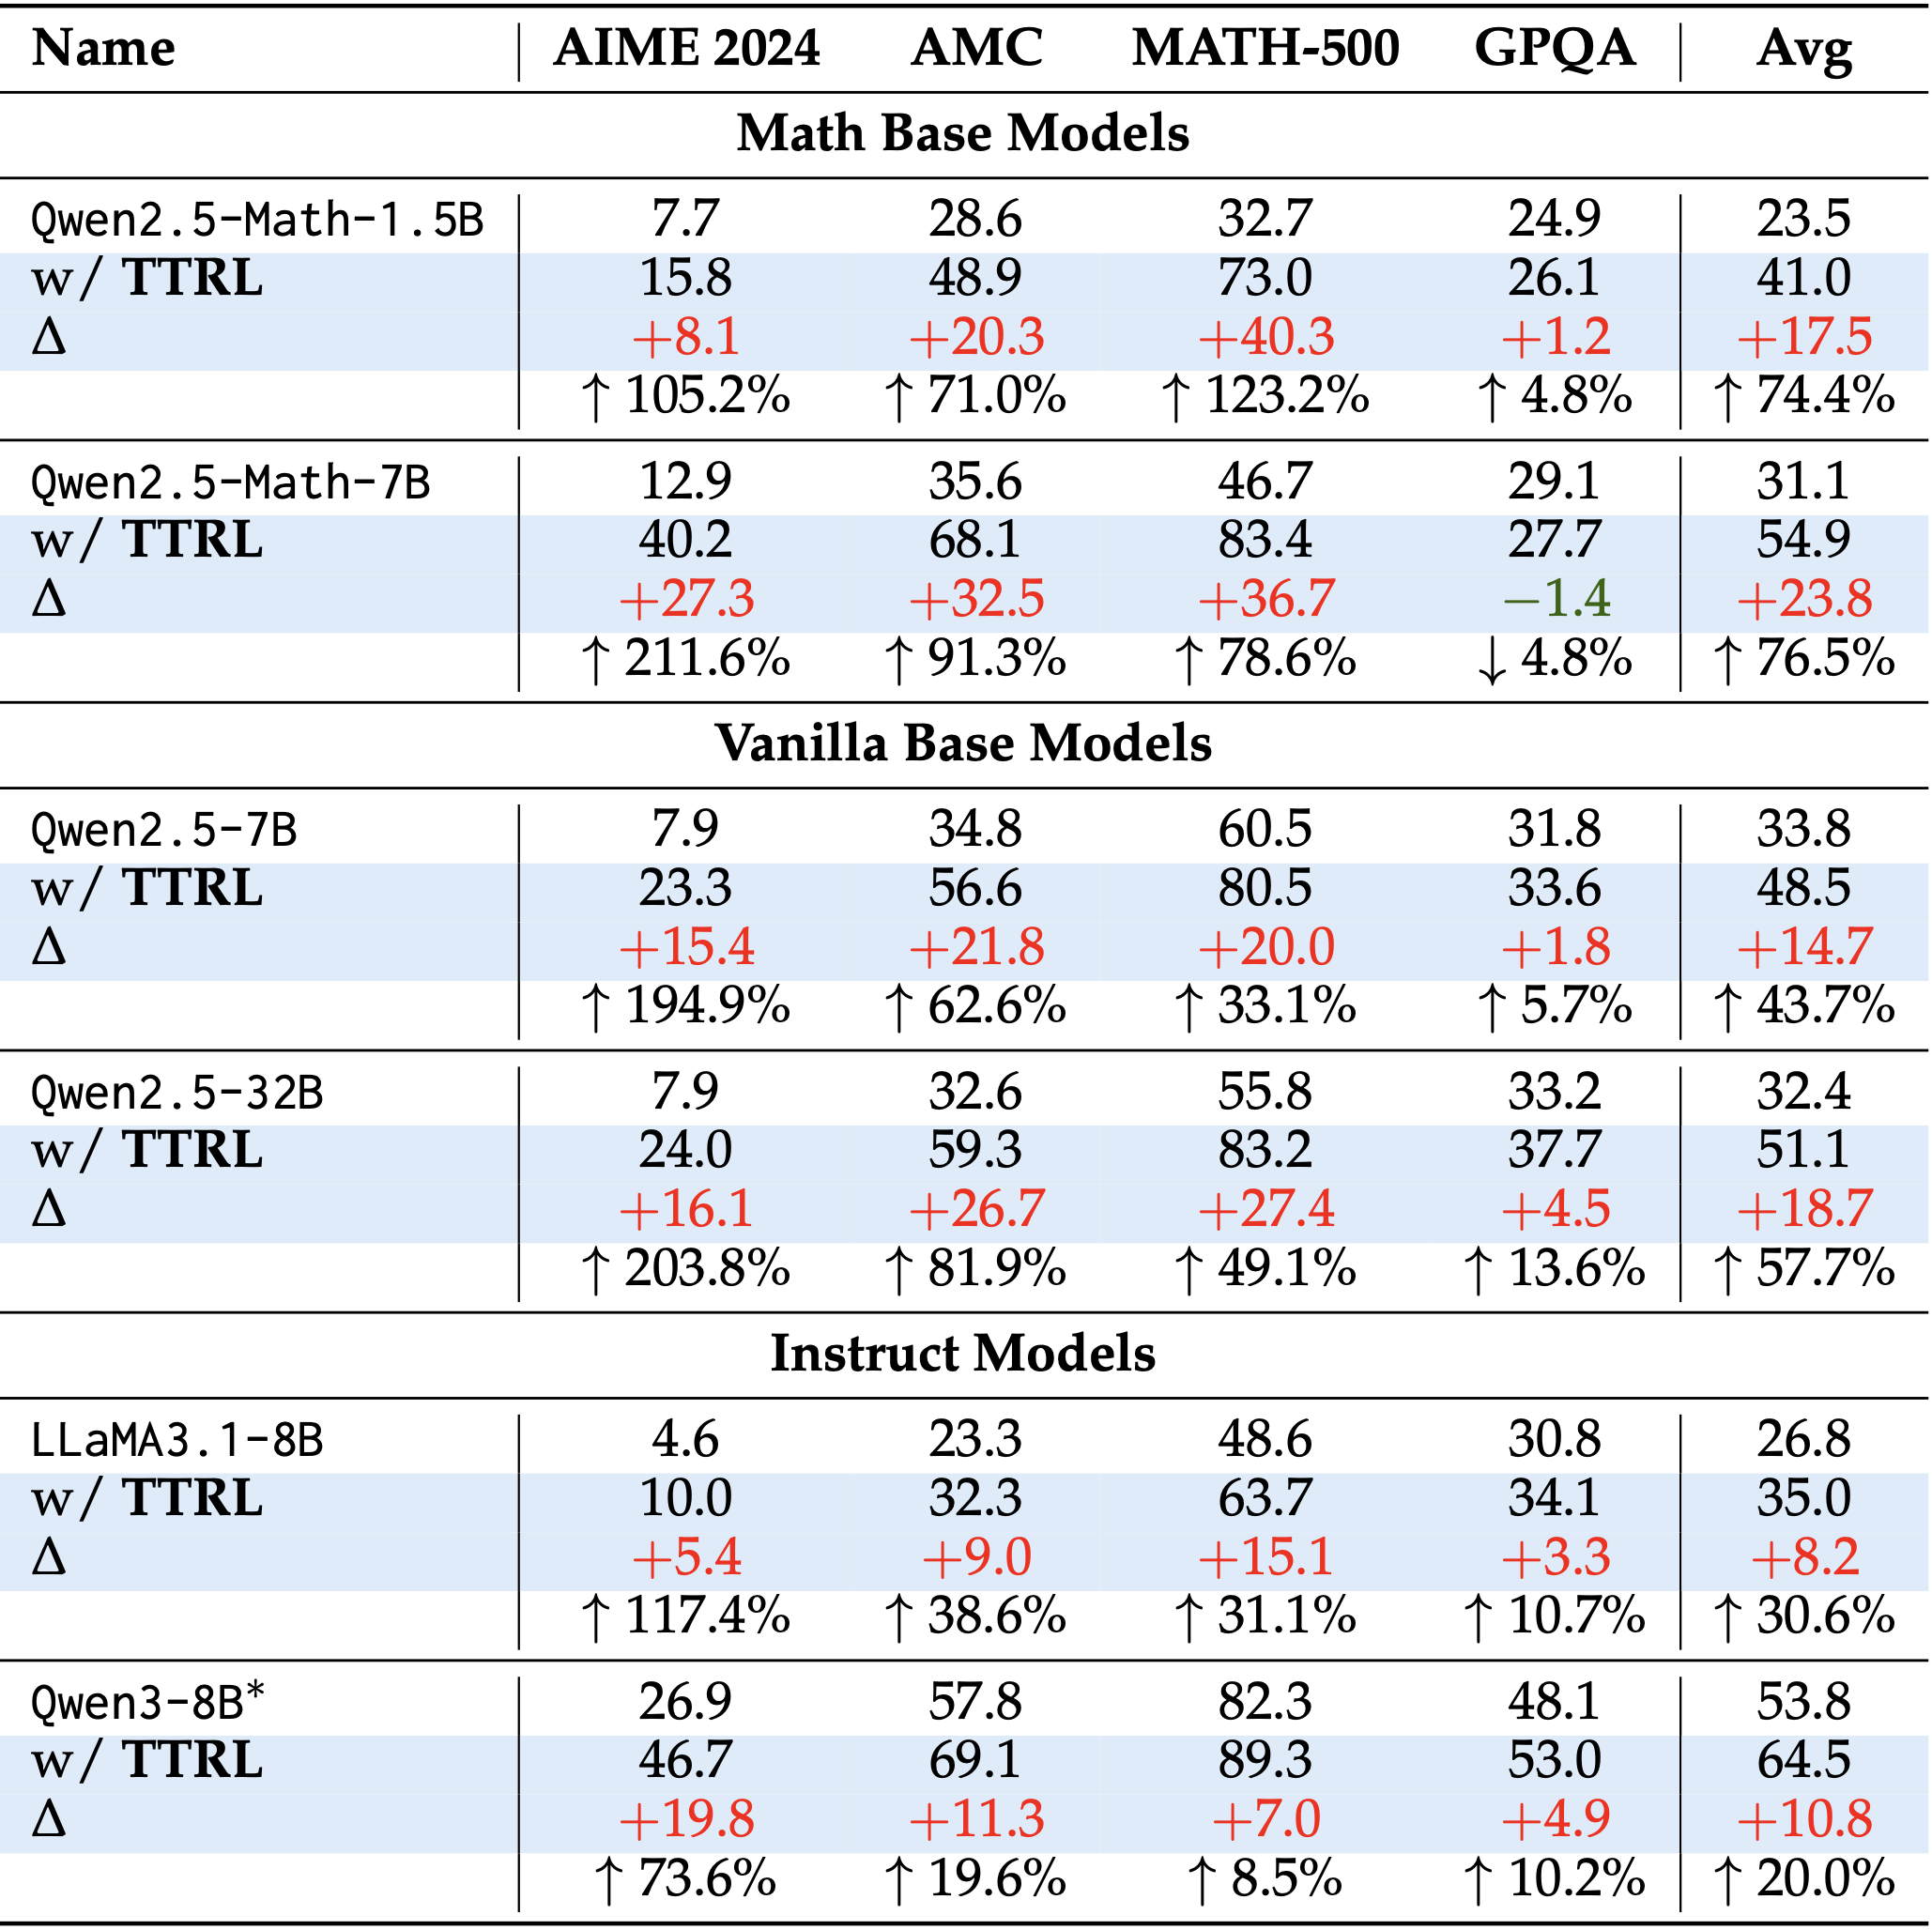 Name AIME 2024 AMC MATH-500 GPQA Avg
Math Base Models
Qwen2.5-Math-1.5B 7.7 28.6 32.7 24.9 23.5
w/ TTRL 15.8 48.9 73.0 26.1 41.0
Δ +8.1 +20.3 +40.3 +1.2 +17.5
↑ 105.2% ↑ 71.0% ↑ 123.2% ↑ 4.8% ↑ 74.4%
Qwen2.5-Math-7B 12.9 35.6 46.7 29.1 31.1
w/ TTRL 40.2 68.1 83.4 27.7 54.9
Δ +27.3 +32.5 +36.7 −1.4 +23.8
↑ 211.6% ↑ 91.3% ↑ 78.6% ↓ 4.8% ↑ 76.5%
Vanilla Base Models
Qwen2.5-7B 7.9 34.8 60.5 31.8 33.8
w/ TTRL 23.3 56.6 80.5 33.6 48.5
Δ +15.4 +21.8 +20.0 +1.8 +14.7
↑ 194.9% ↑ 62.6% ↑ 33.1% ↑ 5.7% ↑ 43.7%
Qwen2.5-32B 7.9 32.6 55.8 33.2 32.4
w/ TTRL 24.0 59.3 83.2 37.7 51.1
Δ +16.1 +26.7 +27.4 +4.5 +18.7
↑ 203.8% ↑ 81.9% ↑ 49.1% ↑ 13.6% ↑ 57.7%
Instruct Models
LLaMA3.1-8B 4.6 23.3 48.6 30.8 26.8
w/ TTRL 10.0 32.3 63.7 34.1 35.0
Δ +5.4 +9.0 +15.1 +3.3 +8.2
↑ 117.4% ↑ 38.6% ↑ 31.1% ↑ 10.7% ↑ 30.6%
Qwen3-8B* 26.9 57.8 82.3 48.1 53.8
w/ TTRL 46.7 69.1 89.3 53.0 64.5
Δ +19.8 +11.3 +7.0 +4.9 +10.8
↑ 73.6% ↑ 19.6% ↑ 8.5% ↑ 10.2% ↑ 20.0%